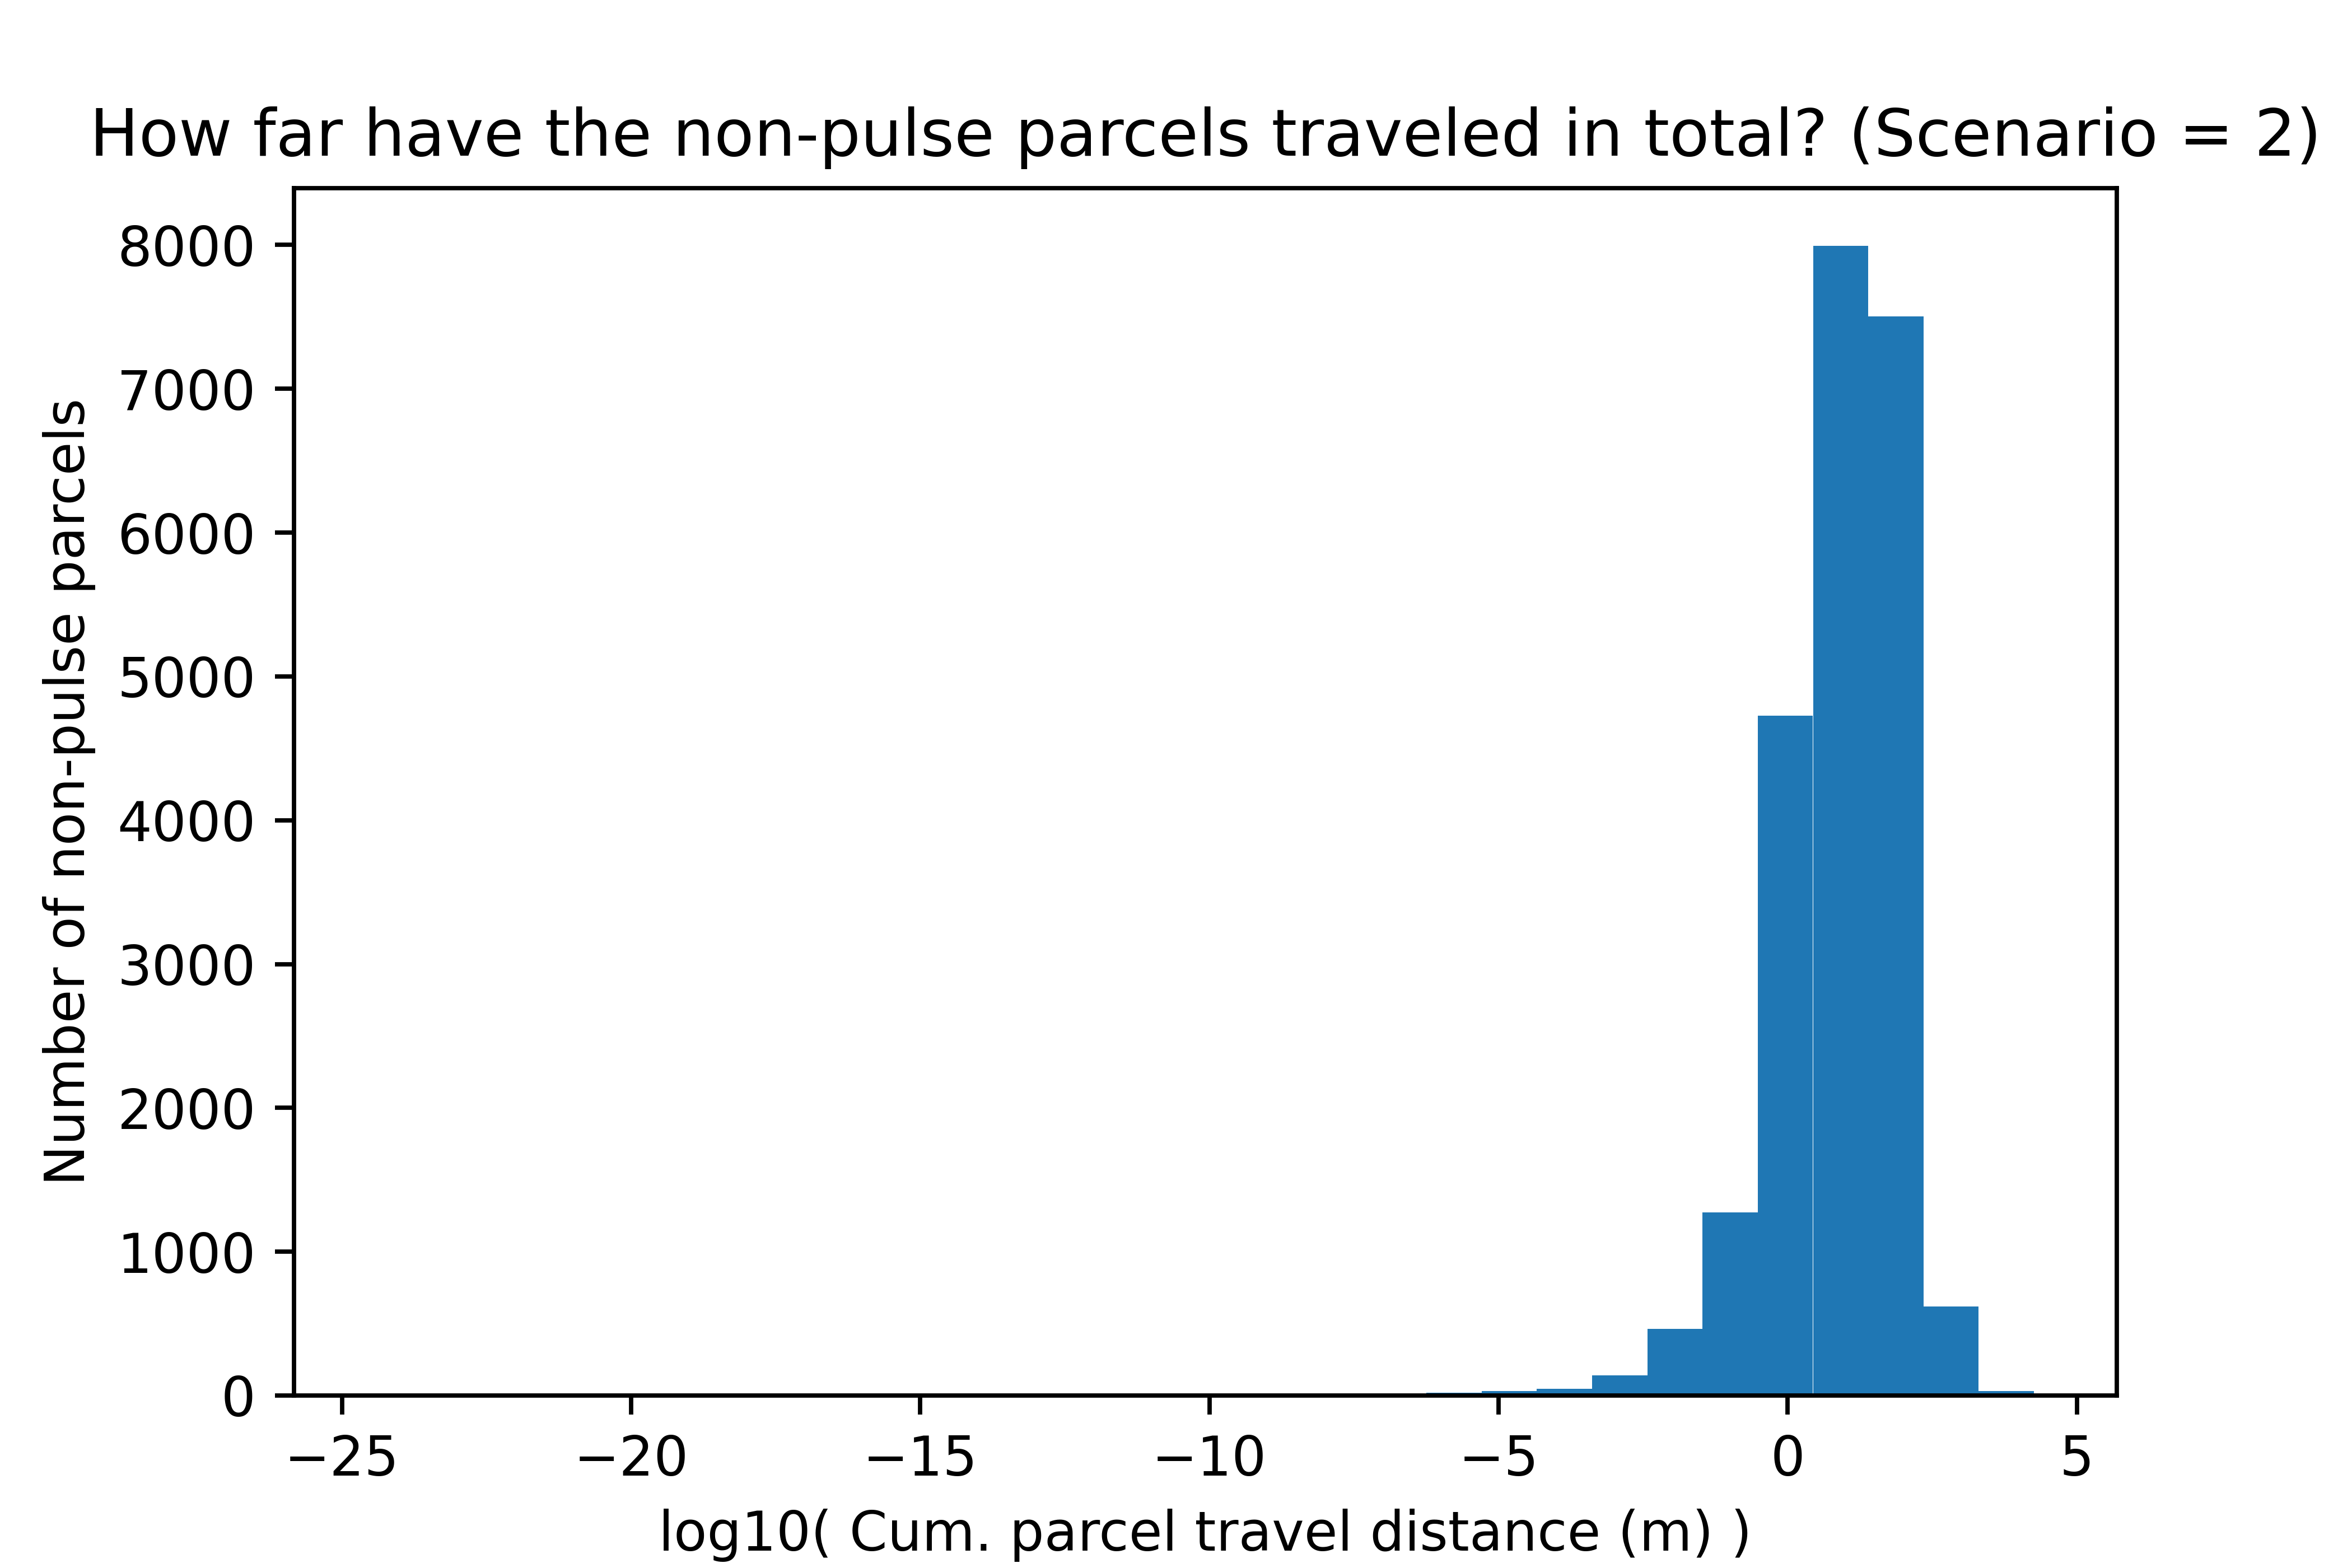 How far have the non-pulse parcels traveled in total? (Scenario = 2)
Number of non-pulse parcels
8000
7000
6000
5000
4000
3000
2000
1000
0
−25 −20 −15 −10 −5 0 5
log10( Cum. parcel travel distance (m) )